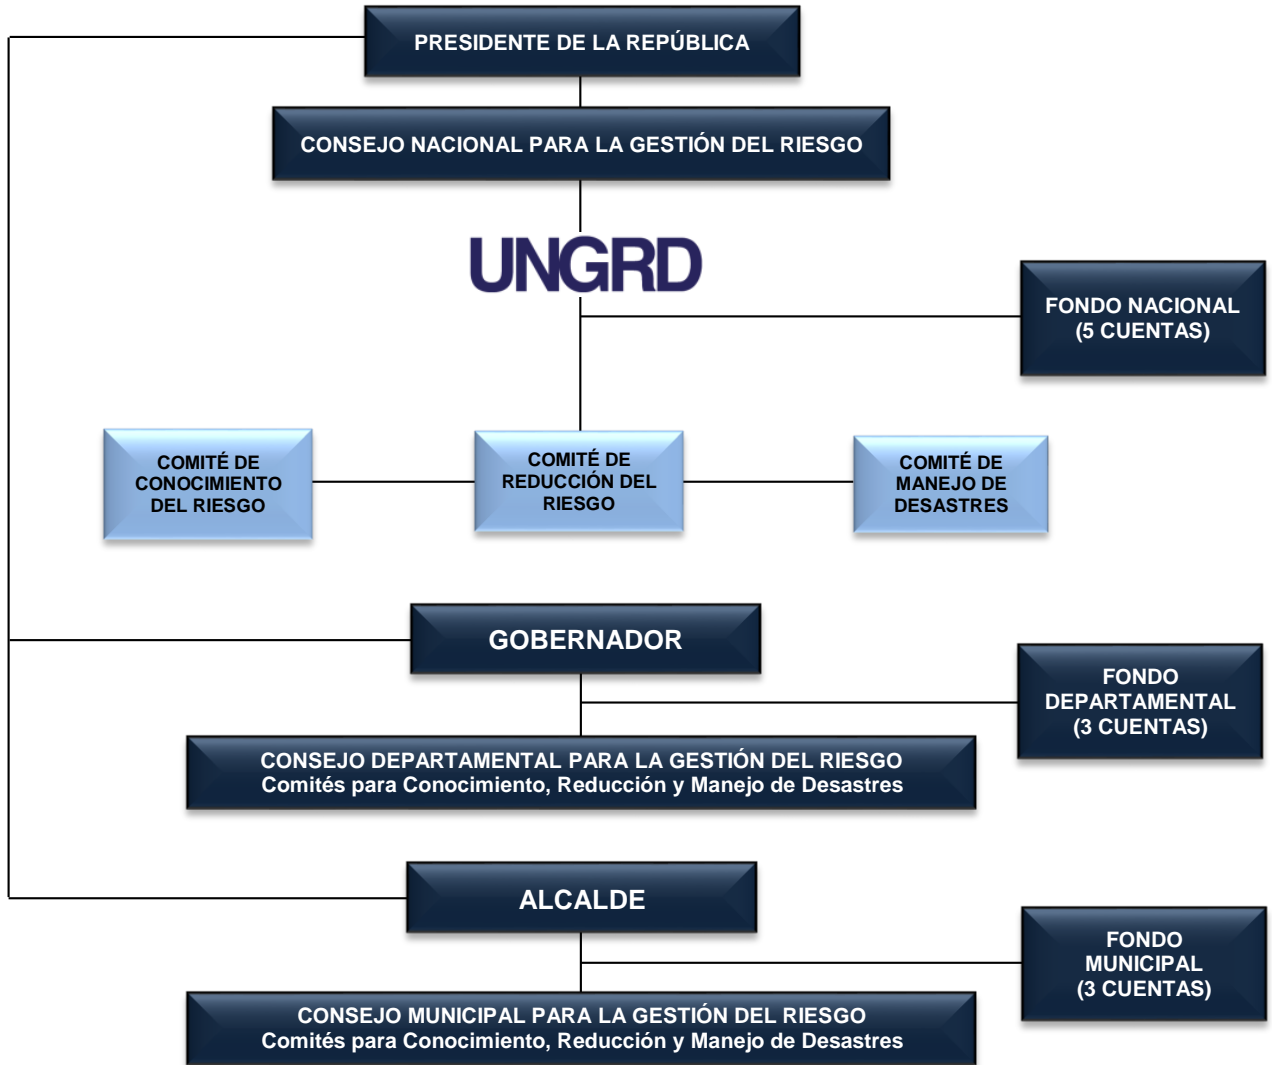 PRESIDENTE DE LA REPÚBLICA
CONSEJO NACIONAL PARA LA GESTIÓN DEL RIESGO
UNGRD
FONDO NACIONAL
(5 CUENTAS)
COMITÉ DE
CONOCIMIENTO
DEL RIESGO
COMITÉ DE
REDUCCIÓN DEL
RIESGO
COMITÉ DE
MANEJO DE
DESASTRES
GOBERNADOR
FONDO
DEPARTAMENTAL
(3 CUENTAS)
CONSEJO DEPARTAMENTAL PARA LA GESTIÓN DEL RIESGO
Comités para Conocimiento, Reducción y Manejo de Desastres
ALCALDE
FONDO
MUNICIPAL
(3 CUENTAS)
CONSEJO MUNICIPAL PARA LA GESTIÓN DEL RIESGO
Comités para Conocimiento, Reducción y Manejo de Desastres